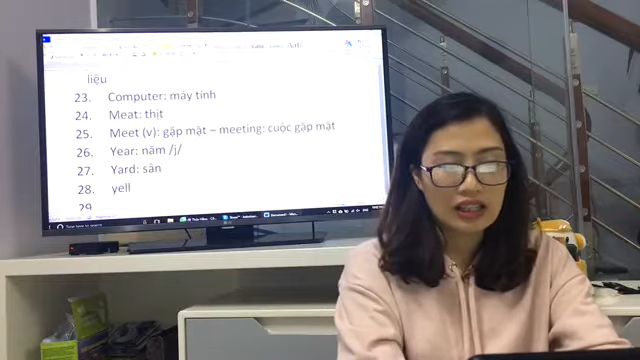 liệu
23. Computer: máy tính
24. Meat: thịt
25. Meet (v): gặp mặt – meeting: cuộc gặp mặt
26. Year: năm /j/
27. Yard: sân
28. yell
29